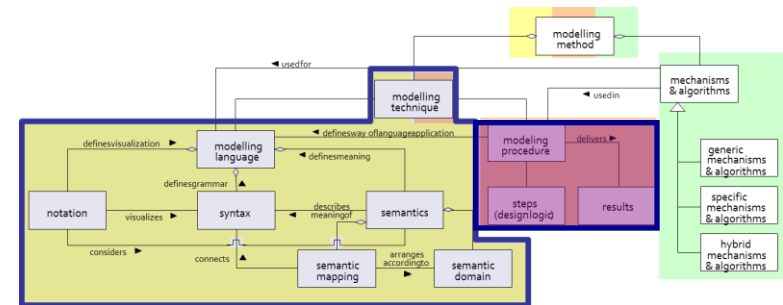 modelling
method
◄ usedfor
mechanisms
& algorithms
modelling
technique
◄ usedin
◄ definesway oflanguageapplication
modeling
procedure
delivers ►
definesvisualization ►
modelling
language
◄ definesmeaning
generic
mechanisms
& algorithms
definesgrammar ▲
notation
visualizes ►
syntax
describes
◄ meaningof
semantics
steps
(designlogic)
results
specific
mechanisms
& algorithms
considers ►
connects ▲
semantic
mapping
arranges
accordingto ►
semantic
domain
hybrid
mechanisms
& algorithms